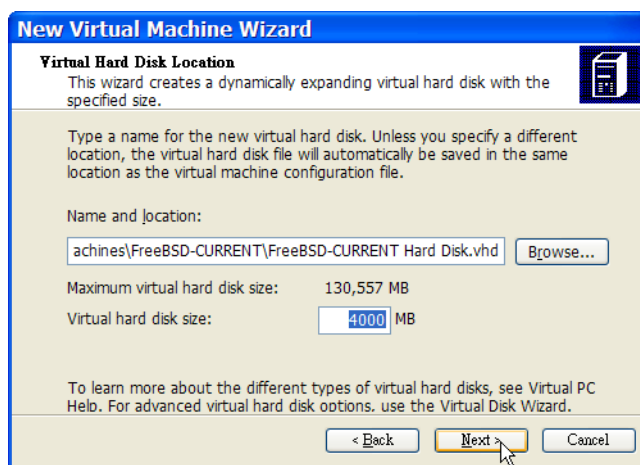 New Virtual Machine Wizard
Virtual Hard Disk Location
This wizard creates a dynamically expanding virtual hard disk with the
specified size.
Type a name for the new virtual hard disk. Unless you specify a different
location, the virtual hard disk file will automatically be saved in the same
location as the virtual machine configuration file.
Name and location:
achines\FreeBSD-CURRENT\FreeBSD-CURRENT Hard Disk.vhd Browse...
Maximum virtual hard disk size: 130,557 MB
Virtual hard disk size: 4000 MB
To learn more about the different types of virtual hard disks, see Virtual PC
Help. For advanced virtual hard disk options, use the Virtual Disk Wizard.
< Back Next > Cancel